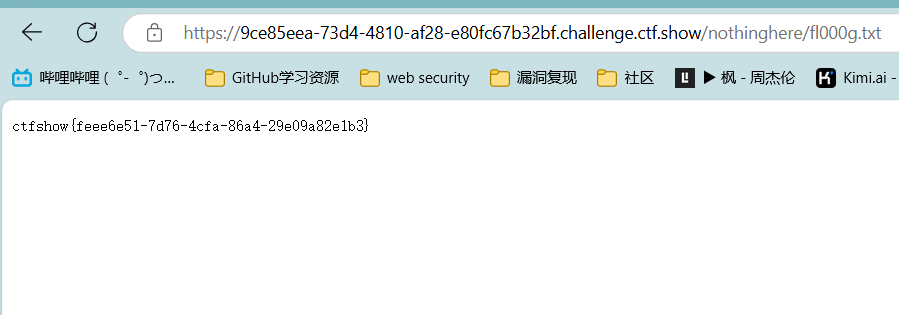 https://9ce85eea-73d4-4810-af28-e80fc67b32bf.challenge.ctf.show/nothinghere/fl000g.txt
哔哩哔哩 (゜-゜)つ... GitHub学习资源 web security 漏洞复现 社区 ▶ 枫 - 周杰伦 Kimi.ai -
ctfshow{feee6e51-7d76-4cfa-86a4-29e09a82e1b3}